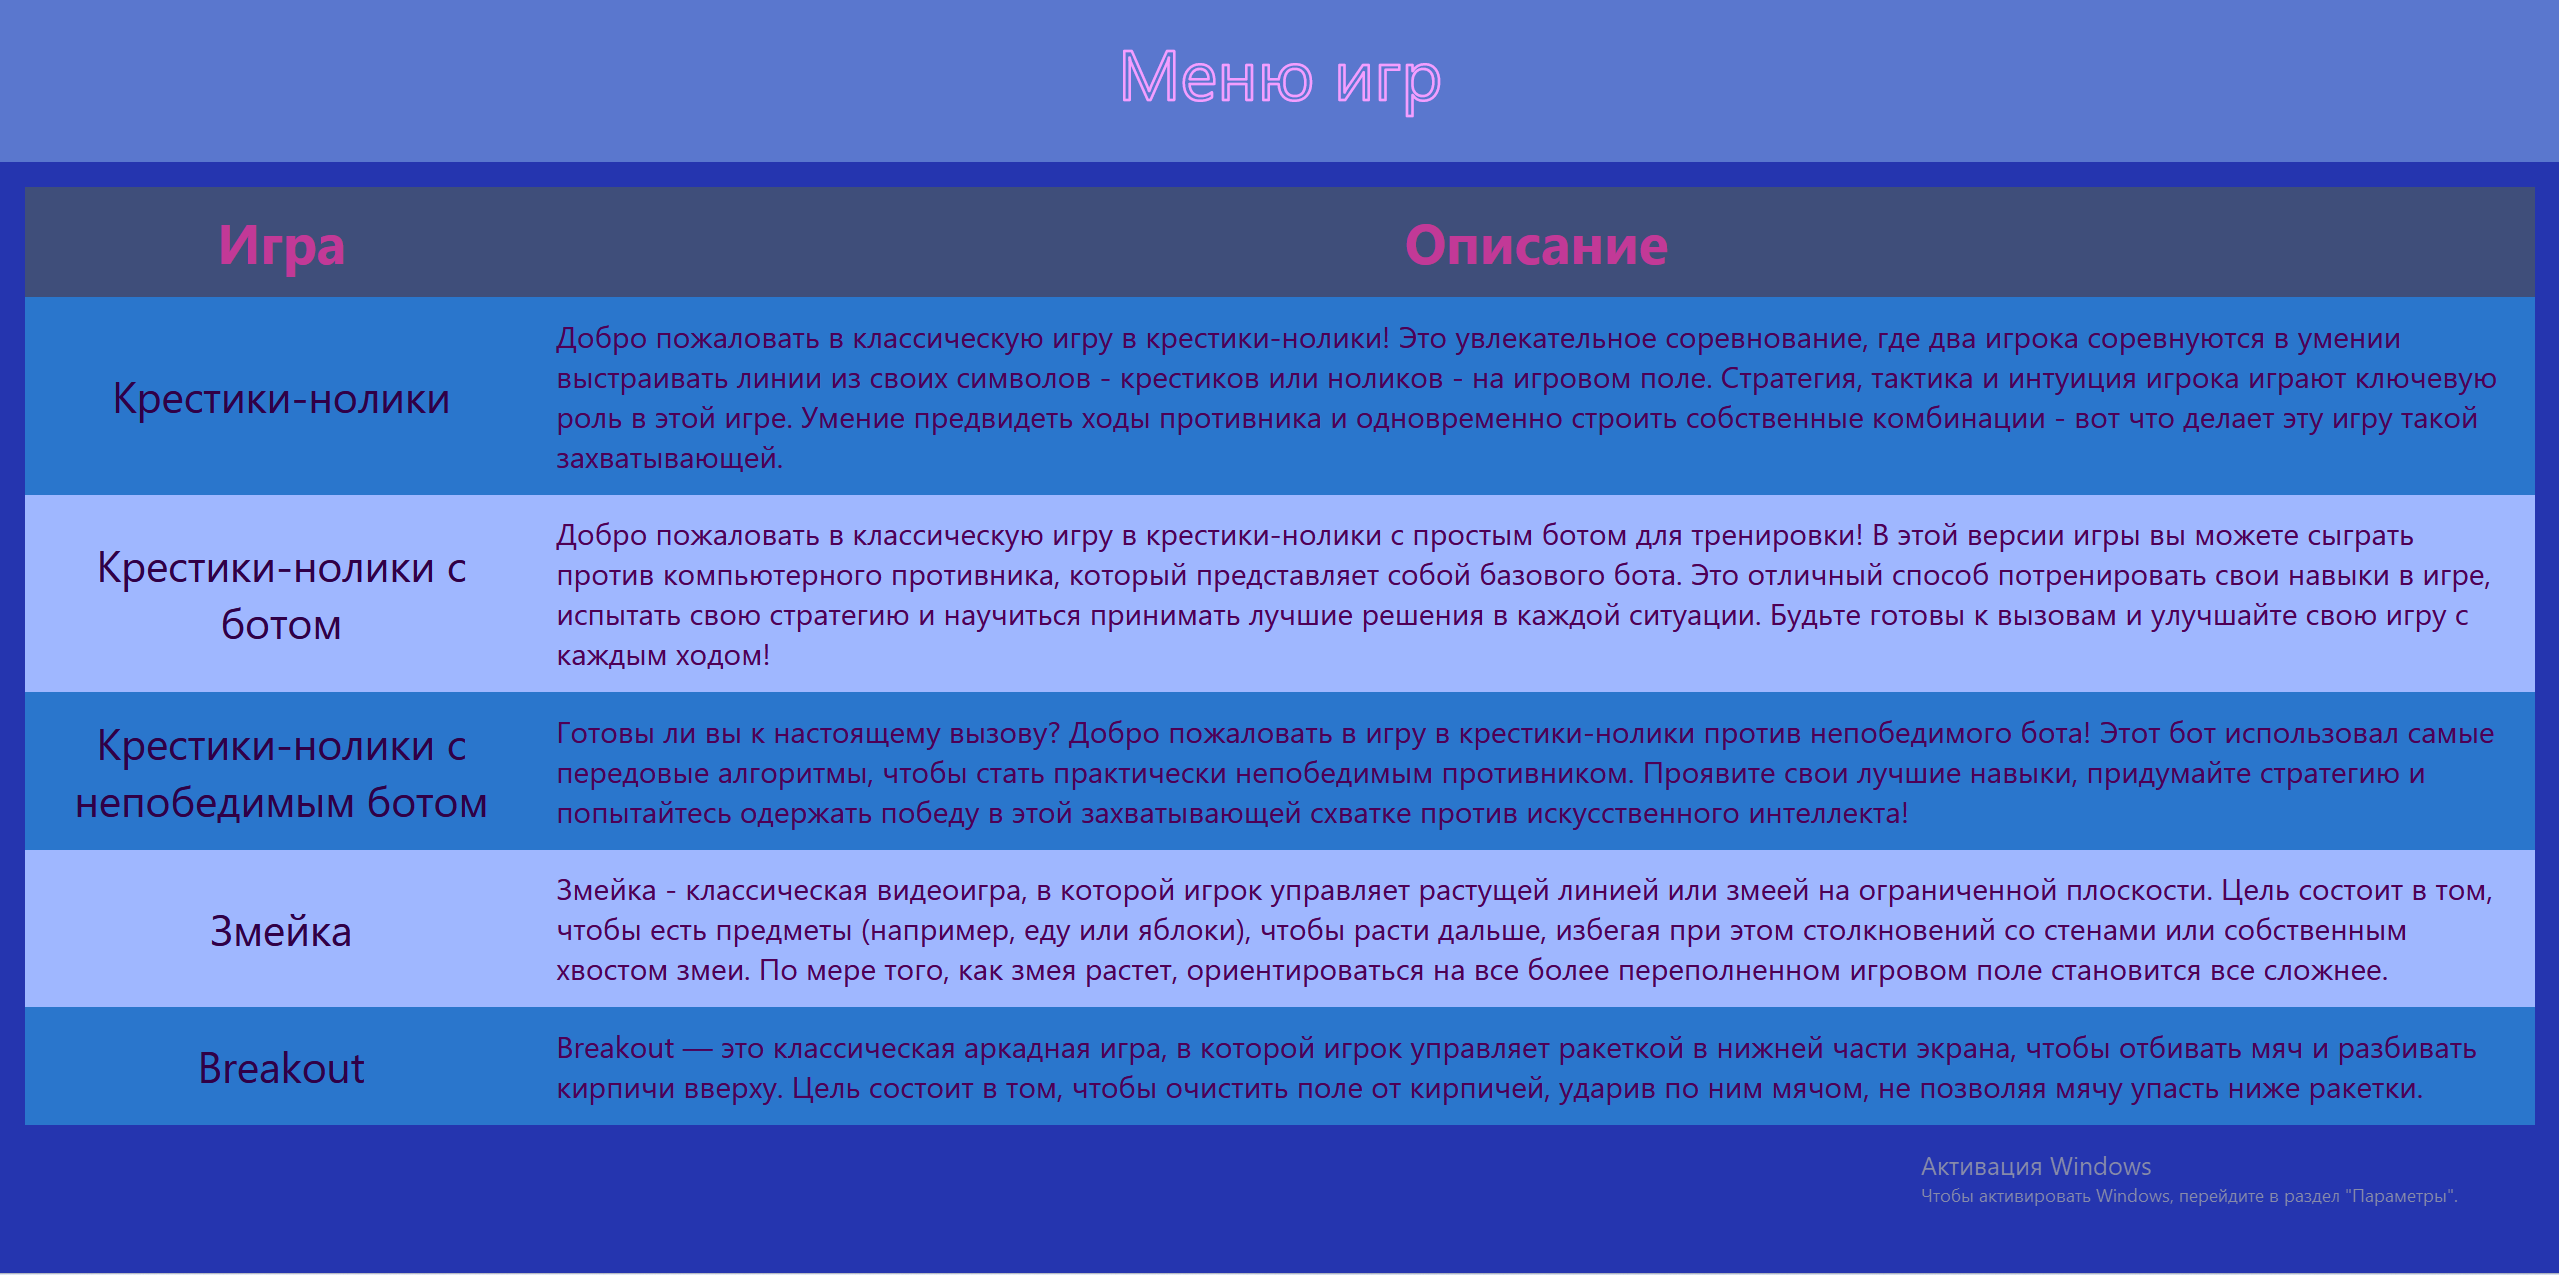 Меню игр
Игра
Описание
Крестики-нолики
Добро пожаловать в классическую игру в крестики-нолики! Это увлекательное соревнование, где два игрока соревнуются в умении
выстраивать линии из своих символов - крестиков или ноликов - на игровом поле. Стратегия, тактика и интуиция игрока играют ключевую
роль в этой игре. Умение предвидеть ходы противника и одновременно строить собственные комбинации - вот что делает эту игру такой
захватывающей.
Крестики-нолики с
ботом
Добро пожаловать в классическую игру в крестики-нолики с простым ботом для тренировки! В этой версии игры вы можете сыграть
против компьютерного противника, который представляет собой базового бота. Это отличный способ потренировать свои навыки в игре,
испытать свою стратегию и научиться принимать лучшие решения в каждой ситуации. Будьте готовы к вызовам и улучшайте свою игру с
каждым ходом!
Крестики-нолики с
непобедимым ботом
Готовы ли вы к настоящему вызову? Добро пожаловать в игру в крестики-нолики против непобедимого бота! Этот бот использовал самые
передовые алгоритмы, чтобы стать практически непобедимым противником. Проявите свои лучшие навыки, придумайте стратегию и
попытайтесь одержать победу в этой захватывающей схватке против искусственного интеллекта!
Змейка
Змейка - классическая видеоигра, в которой игрок управляет растущей линией или змеей на ограниченной плоскости. Цель состоит в том,
чтобы есть предметы (например, еду или яблоки), чтобы расти дальше, избегая при этом столкновений со стенами или собственным
хвостом змеи. По мере того, как змея растет, ориентироваться на все более переполненном игровом поле становится все сложнее.
Breakout
Breakout — это классическая аркадная игра, в которой игрок управляет ракеткой в нижней части экрана, чтобы отбивать мяч и разбивать
кирпичи вверху. Цель состоит в том, чтобы очистить поле от кирпичей, ударив по ним мячом, не позволяя мячу упасть ниже ракетки.
Активация Windows
Чтобы активировать Windows, перейдите в раздел "Параметры".